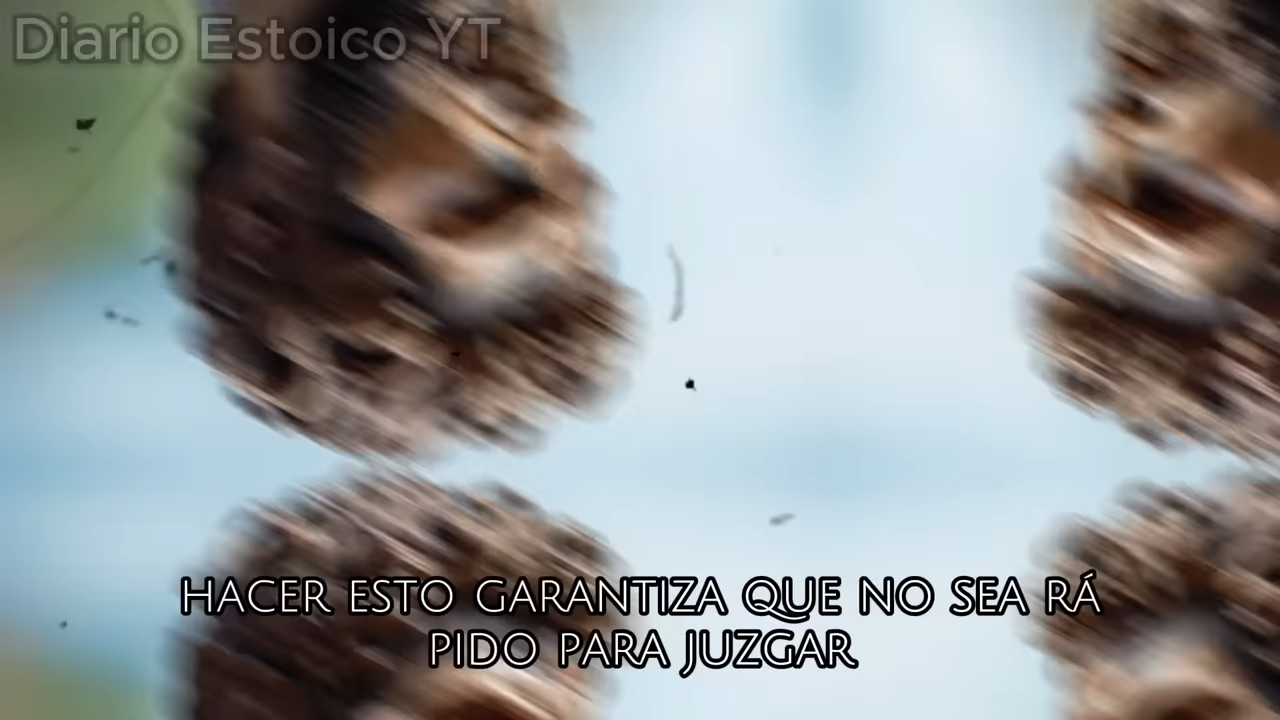 Diario Estoico YT
HACER ESTO GARANTIZA QUE NO SEA RÁ
PIDO PARA JUZGAR